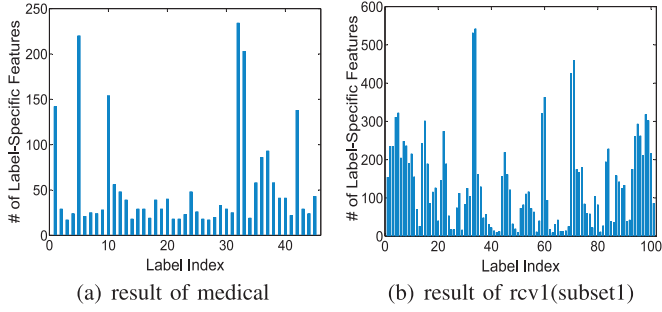 250
200
150
100
50
0
# of Label-Specific Features
0 10 20 30 40
Label Index
(a) result of medical
600
500
400
300
200
100
0
# of Label-Specific Features
0 20 40 60 80 100
Label Index
(b) result of rcv1(subset1)